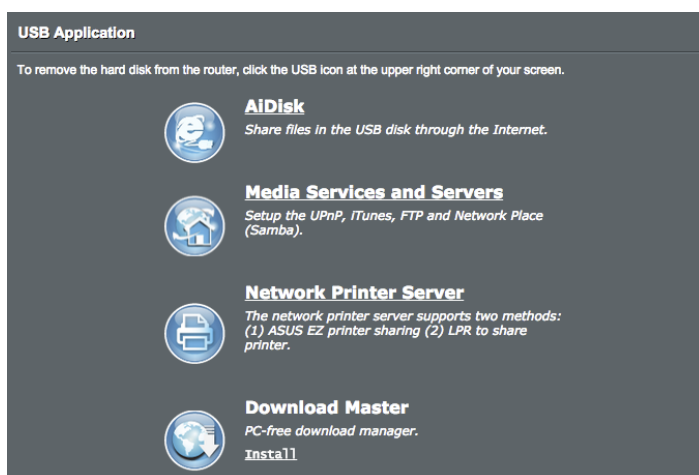 USB Application
To remove the hard disk from the router, click the USB icon at the upper right corner of your screen.
AiDisk
Share files in the USB disk through the Internet.
Media Services and Servers
Setup the UPnP, iTunes, FTP and Network Place
(Samba).
Network Printer Server
The network printer server supports two methods:
(1) ASUS EZ printer sharing (2) LPR to share
printer.
Download Master
PC-free download manager.
Install